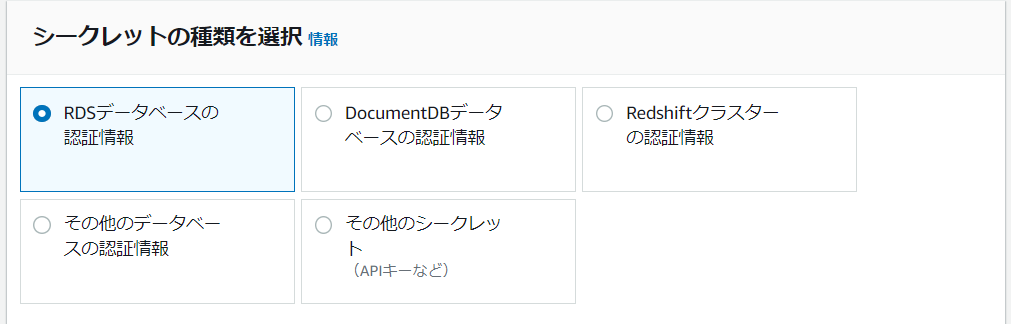 シークレットの種類を選択 情報
RDSデータベースの
認証情報
DocumentDBデータ
ベースの認証情報
Redshiftクラスター
の認証情報
その他のデータベー
スの認証情報
その他のシークレッ
ト
（APIキーなど）